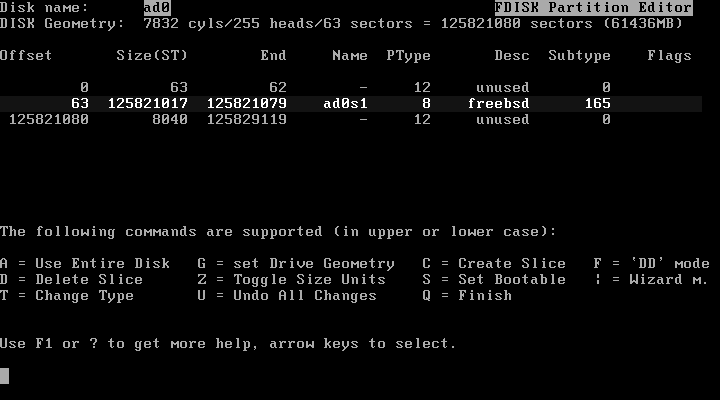 Disk name:      ad0                                    FDISK Partition Editor
DISK Geometry:  7832 cyls/255 heads/63 sectors = 125821080 sectors (61436MB)
Offset       Size(ST)        End     Name  PType       Desc  Subtype    Flags
         0         63         62        -     12     unused        0
        63  125821017  125821079    ad0s1      8    freebsd      165
 125821080       8040  125829119        -     12     unused        0
The following commands are supported (in upper or lower case):
A = Use Entire Disk   G = set Drive Geometry   C = Create Slice   F = `DD' mode
D = Delete Slice      Z = Toggle Size Units    S = Set Bootable   | = Wizard m.
T = Change Type       U = Undo All Changes     Q = Finish
Use F1 or ? to get more help, arrow keys to select.